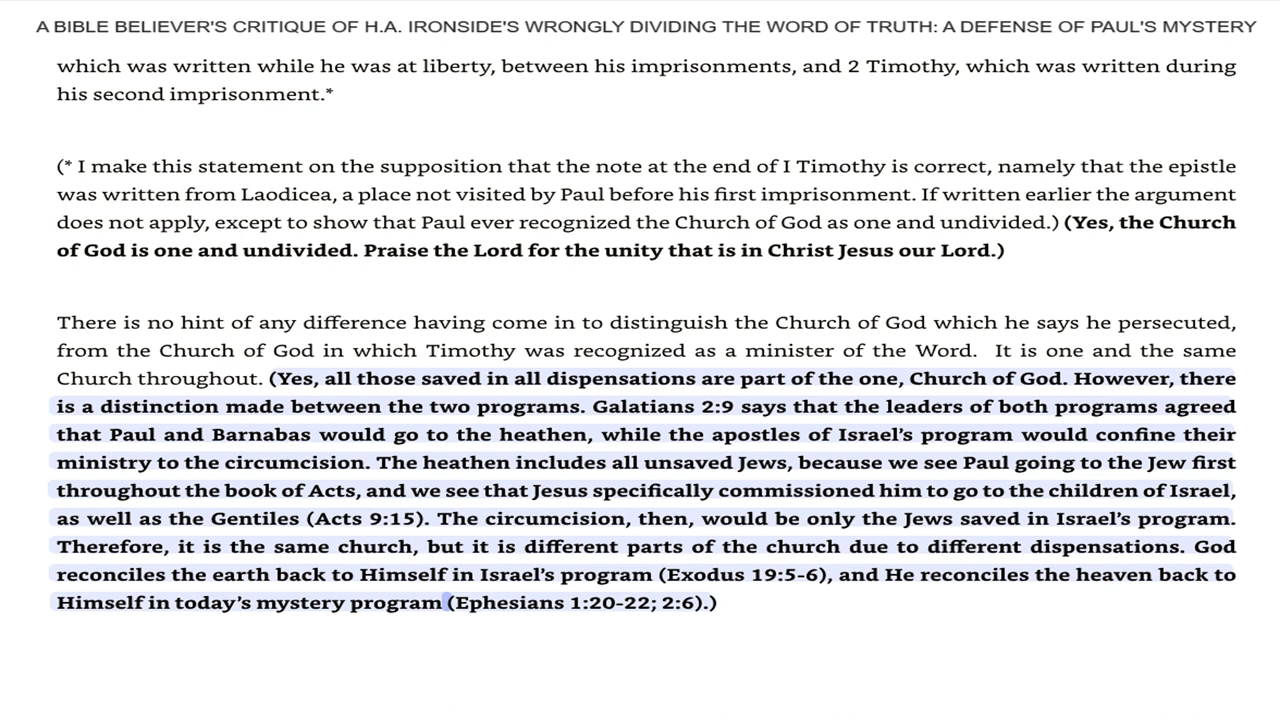 A BIBLE BELIEVER'S CRITIQUE OF H.A. IRONSIDE'S WRONGLY DIVIDING THE WORD OF TRUTH: A DEFENSE OF PAUL'S MYSTERY
which was written while he was at liberty, between his imprisonments, and 2 Timothy, which was written during
his second imprisonment.*
(* I make this statement on the supposition that the note at the end of I Timothy is correct, namely that the epistle
was written from Laodicea, a place not visited by Paul before his first imprisonment. If written earlier the argument
does not apply, except to show that Paul ever recognized the Church of God as one and undivided.) (Yes, the Church
of God is one and undivided. Praise the Lord for the unity that is in Christ Jesus our Lord.)
There is no hint of any difference having come in to distinguish the Church of God which he says he persecuted,
from the Church of God in which Timothy was recognized as a minister of the Word. It is one and the same
Church throughout. (Yes, all those saved in all dispensations are part of the one, Church of God. However, there
is a distinction made between the two programs. Galatians 2:9 says that the leaders of both programs agreed
that Paul and Barnabas would go to the heathen, while the apostles of Israel’s program would confine their
ministry to the circumcision. The heathen includes all unsaved Jews, because we see Paul going to the Jew first
throughout the book of Acts, and we see that Jesus specifically commissioned him to go to the children of Israel,
as well as the Gentiles (Acts 9:15). The circumcision, then, would be only the Jews saved in Israel’s program.
Therefore, it is the same church, but it is different parts of the church due to different dispensations. God
reconciles the earth back to Himself in Israel’s program (Exodus 19:5-6), and He reconciles the heaven back to
Himself in today’s mystery program (Ephesians 1:20-22; 2:6).)